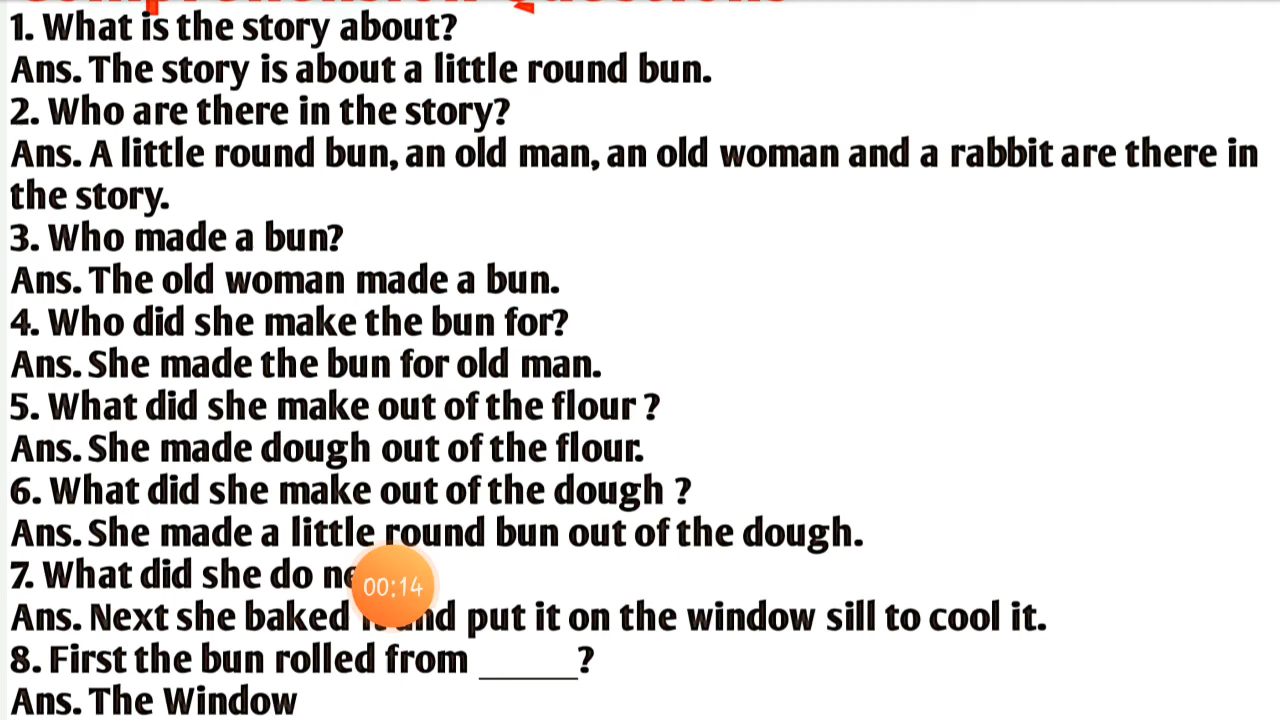 1. What is the story about?
Ans. The story is about a little round bun.
2. Who are there in the story?
Ans. A little round bun, an old man, an old woman and a rabbit are there in
the story.
3. Who made a bun?
Ans. The old woman made a bun.
4. Who did she make the bun for?
Ans. She made the bun for old man.
5. What did she make out of the flour ?
Ans. She made dough out of the flour.
6. What did she make out of the dough ?
Ans. She made a little round bun out of the dough.
7. What did she do
00:14
Ans. Next she baked put it on the window sill to cool it.
8. First the bun rolled from _____?
Ans. The Window